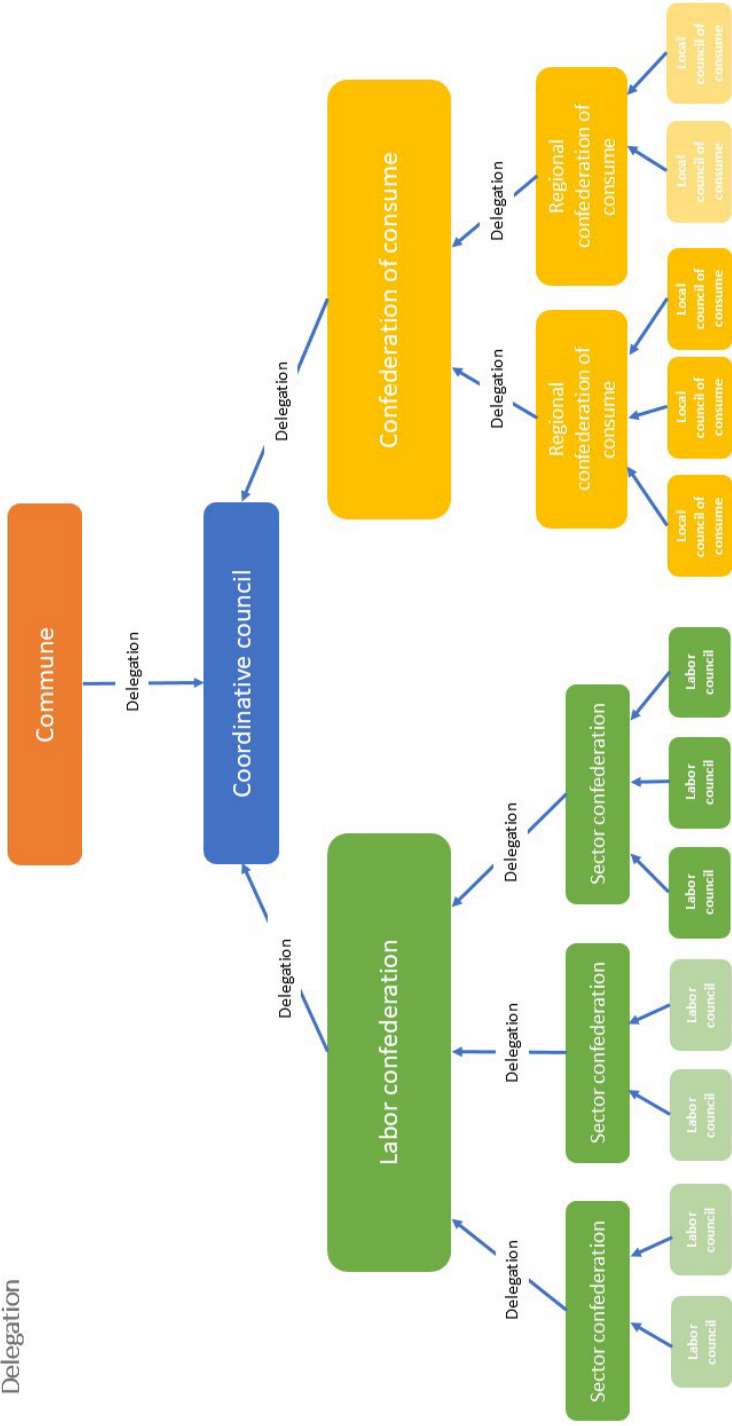 Delegation
Commune
Delegation
Coordinative council
Delegation
Delegation
Labor confederation
Confederation of consume
Delegation
Delegation
Delegation
Delegation
Delegation
Sector confederation
Sector confederation
Sector confederation
Regional
confederation of
consume
Regional
confederation of
consume
Labor
council
Labor
council
Labor
council
Labor
council
Labor
council
Labor
council
Labor
council
Local
council of
consume
Local
council of
consume
Local
council of
consume
Local
council of
consume
Local
council of
consume